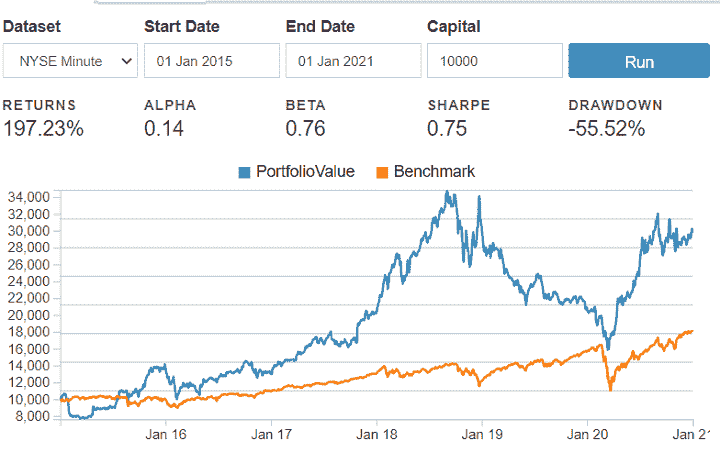 Dataset Start Date End Date Capital
NYSE Minute 01 Jan 2015 01 Jan 2021 10000 Run
RETURNS ALPHA BETA SHARPE DRAWDOWN
197.23% 0.14 0.76 0.75 -55.52%
PortfolioValue Benchmark
34,000
32,000
30,000
28,000
26,000
24,000
22,000
20,000
18,000
16,000
14,000
12,000
10,000
8,000
Jan 16 Jan 17 Jan 18 Jan 19 Jan 20 Jan 21